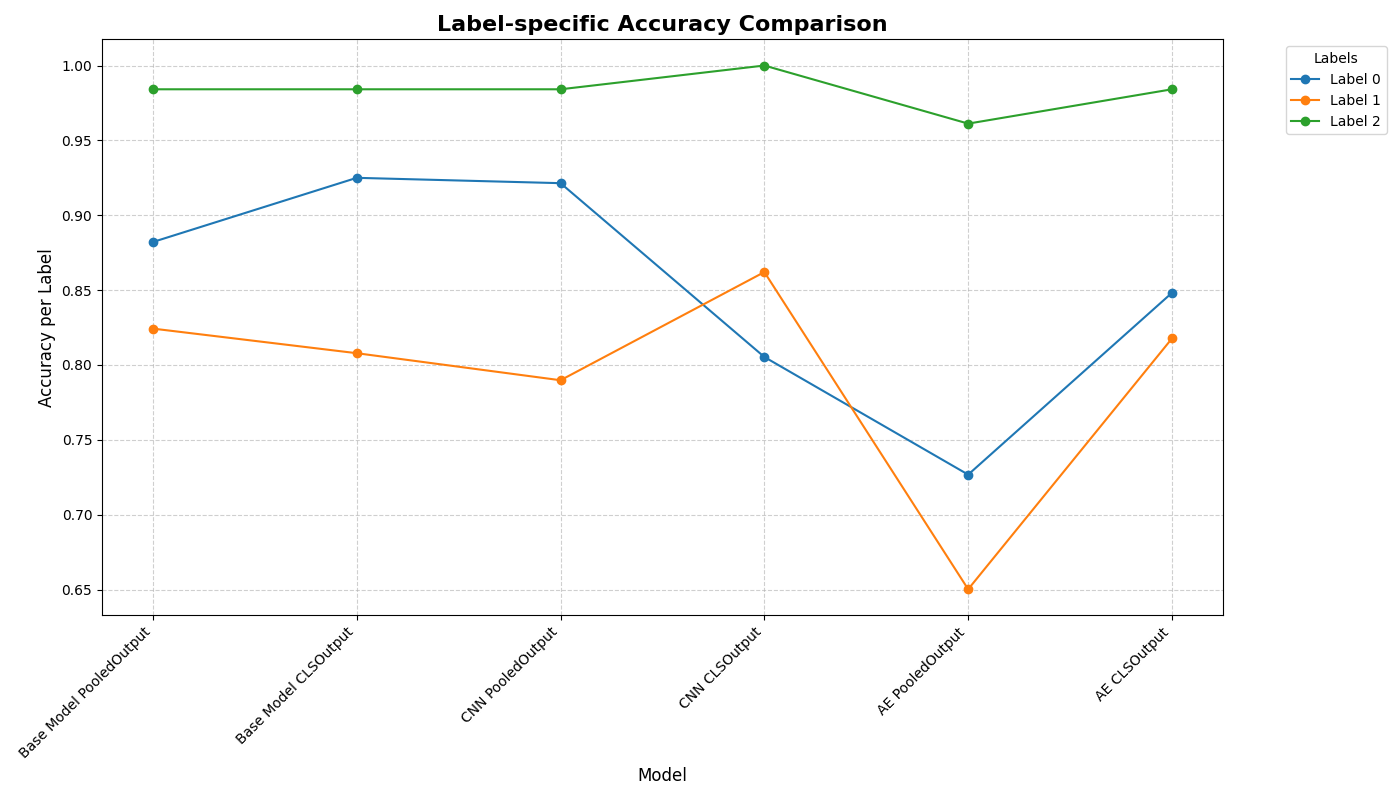 Label-specific Accuracy Comparison
Labels
Label 0
Label 1
Label 2
Accuracy per Label
1.00
0.95
0.90
0.85
0.80
0.75
0.70
0.65
Base Model PooledOutput
Base Model CLSOutput
CNN PooledOutput
CNN CLSOutput
AE PooledOutput
AE CLSOutput
Model